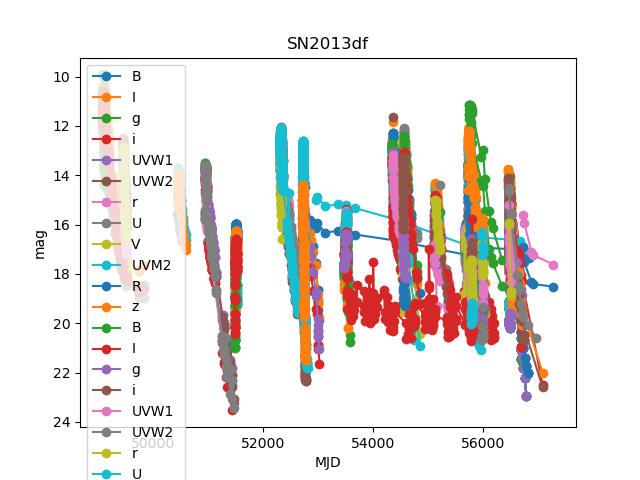 SN2013df
10
12
14
16
18
20
22
24
mag
50000
52000
54000
56000
MJD
B
I
g
i
UVW1
UVW2
r
U
V
UVM2
R
z
B
I
g
i
UVW1
UVW2
r
U